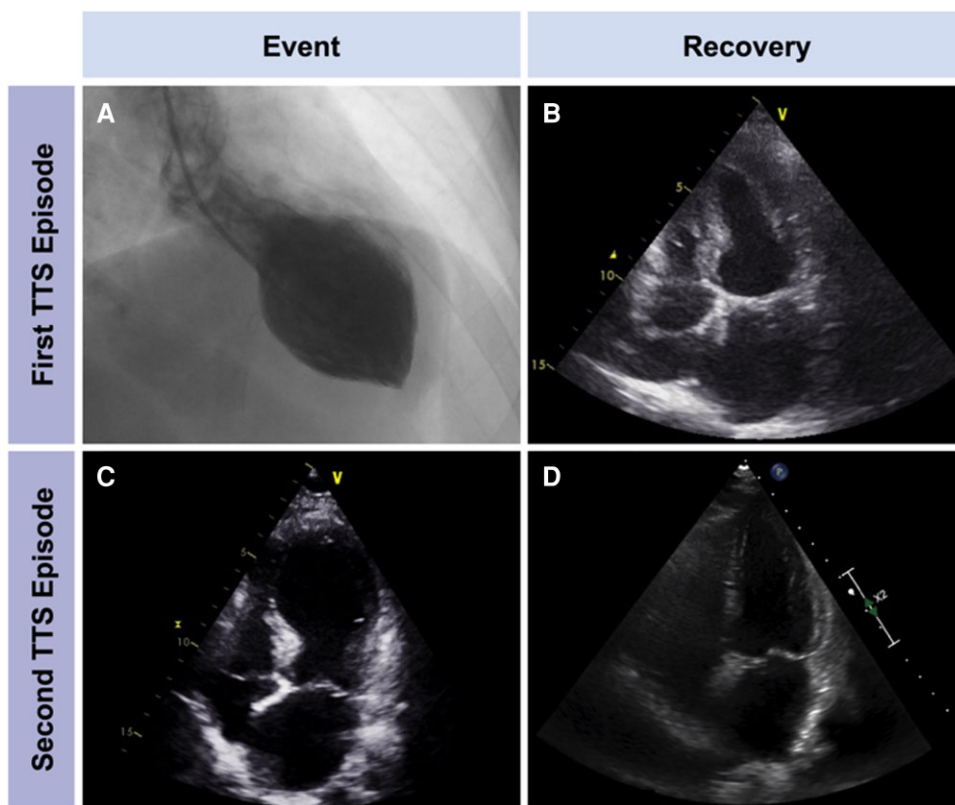 Event
Recovery
First TTS Episode
A
B
V
5
10
15
Second TTS Episode
C
V
5
10
15
D
P
X2